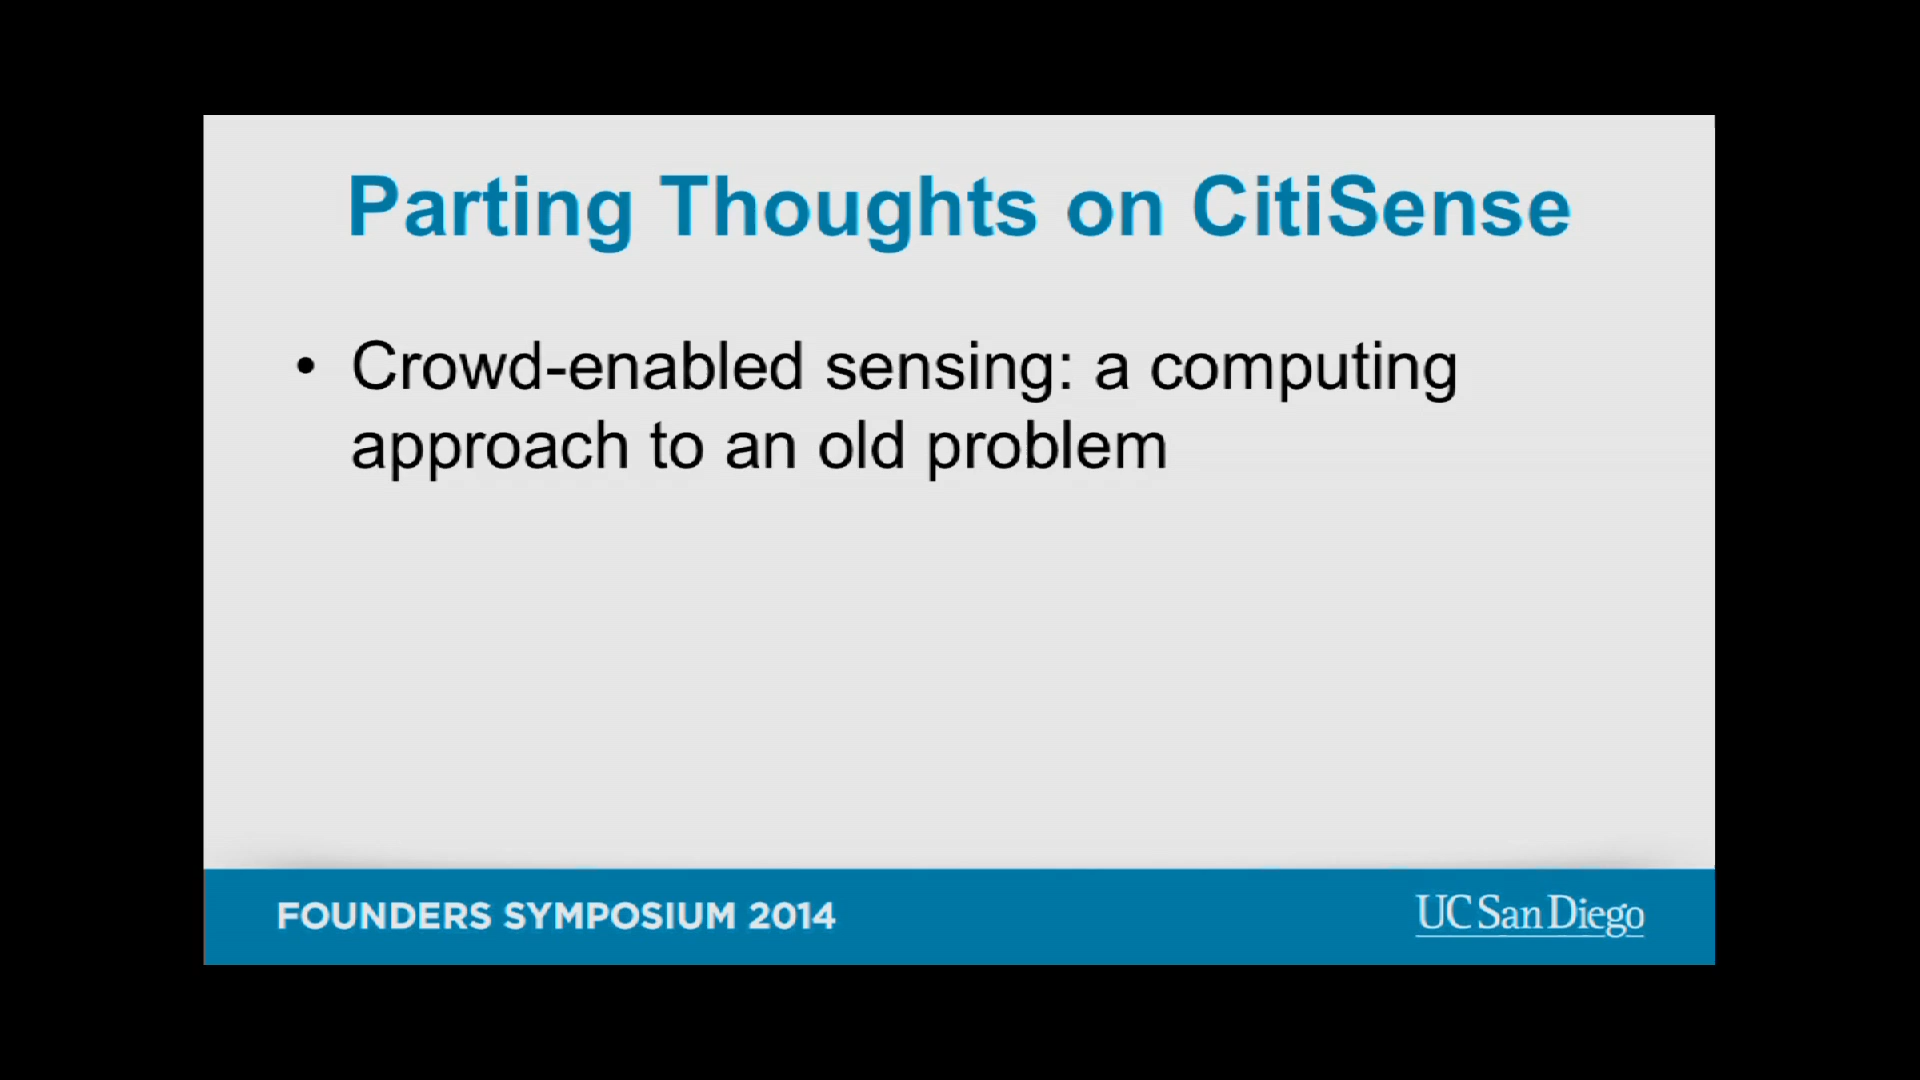 Parting Thoughts on CitiSense
• Crowd-enabled sensing: a computing
approach to an old problem
FOUNDERS SYMPOSIUM 2014
UC San Diego